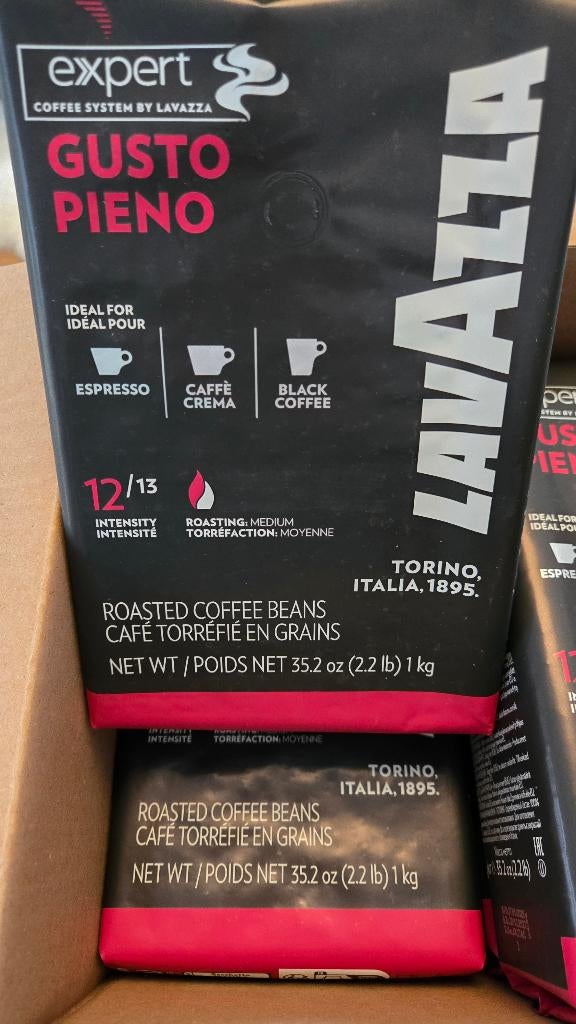 expert
COFFEE SYSTEM BY LAVAZZA
GUSTO
PIENO
LAVAZZA
IDEAL FOR
IDÉAL POUR
ESPRESSO
CAFFÈ
CREMA
BLACK
COFFEE
12/13
INTENSITY
INTENSITÉ
ROASTING: MEDIUM
TORRÉFACTION: MOYENNE
TORINO,
ITALIA, 1895.
ROASTED COFFEE BEANS
CAFÉ TORRÉFIÉ EN GRAINS
NET WT / POIDS NET 35.2 oz (2.2 lb) 1 kg
INTENSITÉ
TORRÉFACTION: MOYENNE
TORINO,
ITALIA, 1895.
ROASTED COFFEE BEANS
CAFÉ TORRÉFIÉ EN GRAINS
NET WT / POIDS NET 35.2 oz (2.2 lb) 1 kg
IDEAL FOR